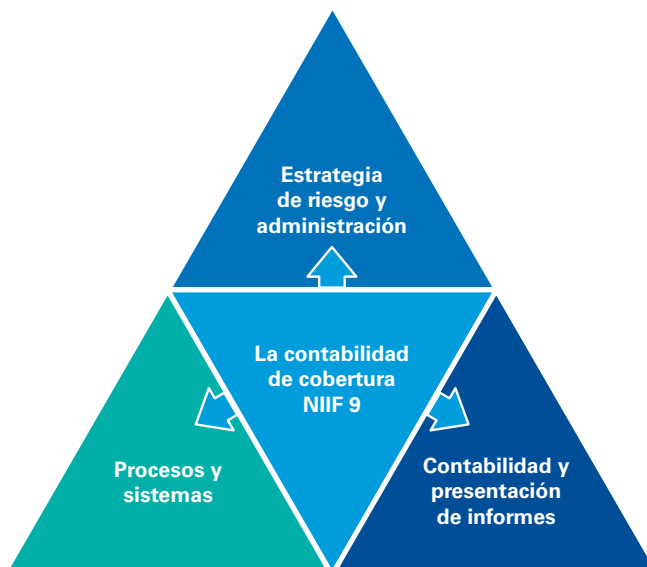 Estrategia
de riesgo y
administración
La contabilidad
de cobertura
NIIF 9
Procesos y
sistemas
Contabilidad y
presentación
de informes